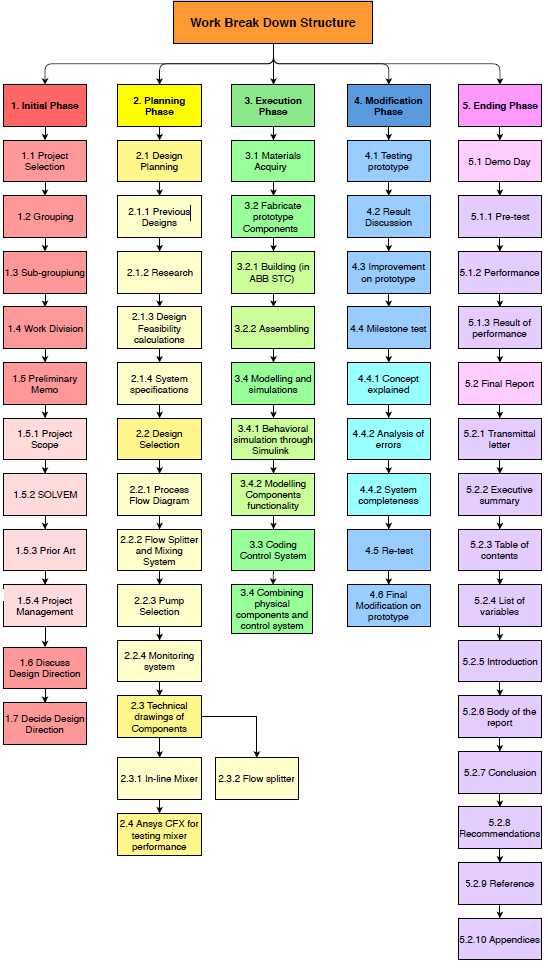 Work Break Down Structure
1. Initial Phase
1.1 Project
Selection
1.2 Grouping
1.3 Sub-groupiung
1.4 Work Division
1.5 Preliminary
Memo
1.5.1 Project
Scope
1.5.2 SOLVEM
1.5.3 Prior Art
1.5.4 Project
Management
1.6 Discuss
Design Direction
1.7 Decide Design
Direction
2. Planning
Phase
2.1 Design
Planning
2.1.1 Previous
Designs
2.1.2 Research
2.1.3 Design
Feasibility
calculations
2.1.4 System
specifications
2.2 Design
Selection
2.2.1 Process
Flow Diagram
2.2.2 Flow Splitter
and Mixing
System
2.2.3 Pump
Selection
2.2.4 Monitoring
system
2.3 Technical
drawings of
Components
2.3.1 In-line Mixer
2.3.2 Flow splitter
2.4 Ansys CFX for
testing mixer
performance
3. Execution
Phase
3.1 Materials
Acquiry
3.2 Fabricate
prototype
Components
3.2.1 Building (in
ABB STC)
3.2.2 Assembling
3.4 Modelling and
simulations
3.4.1 Behavioral
simulation through
Simulink
3.4.2 Modelling
Components
functionality
3.3 Coding
Control System
3.4 Combining
physical
components and
control system
4. Modification
Phase
4.1 Testing
prototype
4.2 Result
Discussion
4.3 Improvement
on prototype
4.4 Milestone test
4.4.1 Concept
explained
4.4.2 Analysis of
errors
4.4.2 System
completeness
4.5 Re-test
4.6 Final
Modification on
prototype
5. Ending Phase
5.1 Demo Day
5.1.1 Pre-test
5.1.2 Performance
5.1.3 Result of
performance
5.2 Final Report
5.2.1 Transmittal
letter
5.2.2 Executive
summary
5.2.3 Table of
contents
5.2.4 List of
variables
5.2.5 Introduction
5.2.6 Body of the
report
5.2.7 Conclusion
5.2.8
Recommendations
5.2.9 Reference
5.2.10 Appendices